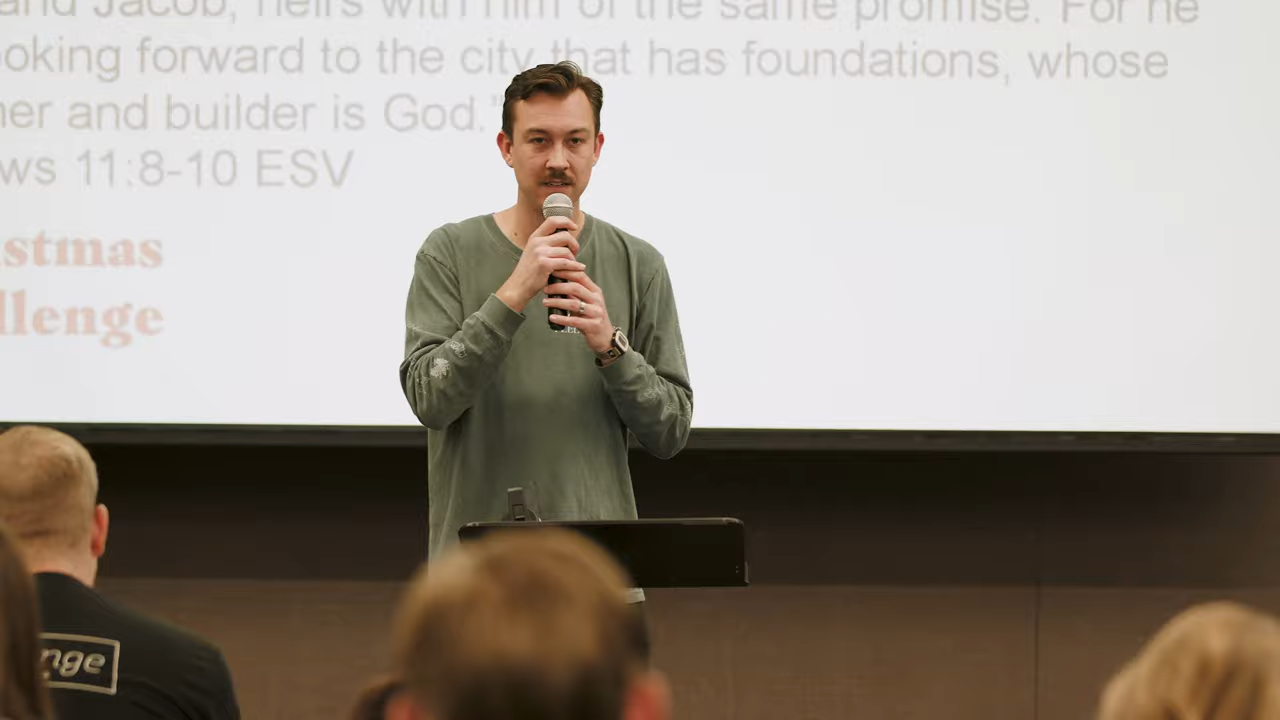 and Jacob, heirs with him of the same promise. For he
ooking forward to the city that has foundations, whose
ner and builder is God."
ws 11:8-10 ESV
stmas
llenge
nge